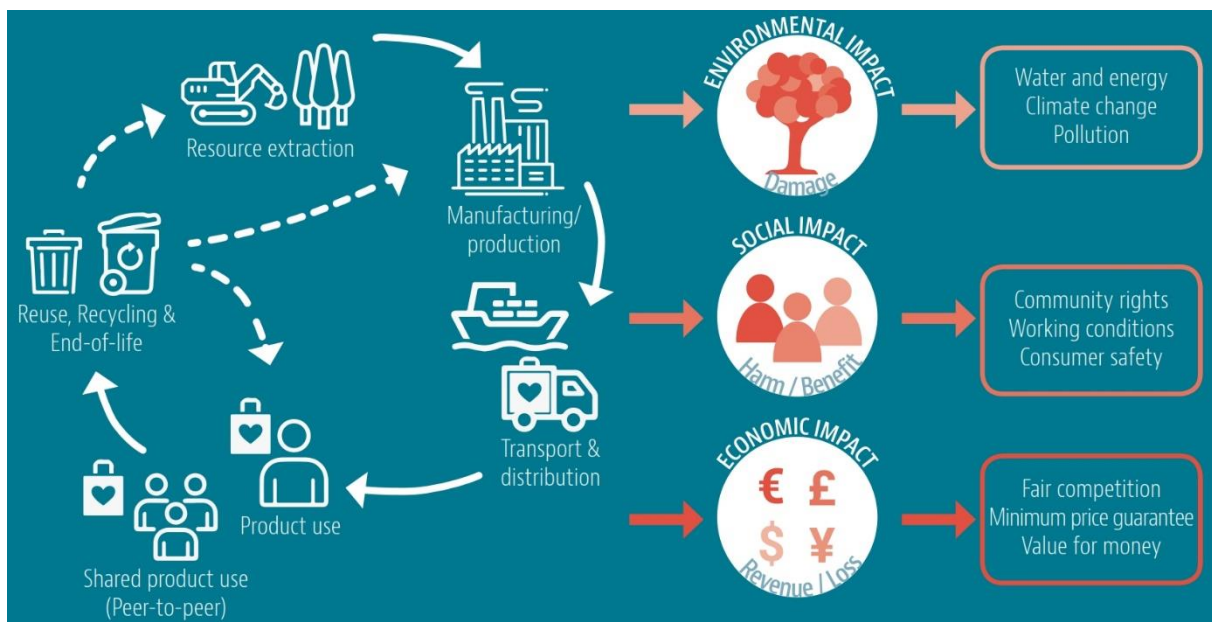 Resource extraction
Manufacturing/
production
Reuse, Recycling &
End-of-life
Transport &
distribution
Product use
Shared product use
(Peer-to-peer)
ENVIRONMENTAL IMPACT
Damage
Water and energy
Climate change
Pollution
SOCIAL IMPACT
Harm / Benefit
Community rights
Working conditions
Consumer safety
ECONOMIC IMPACT
€ £
$ ¥
Revenue / Loss
Fair competition
Minimum price guarantee
Value for money